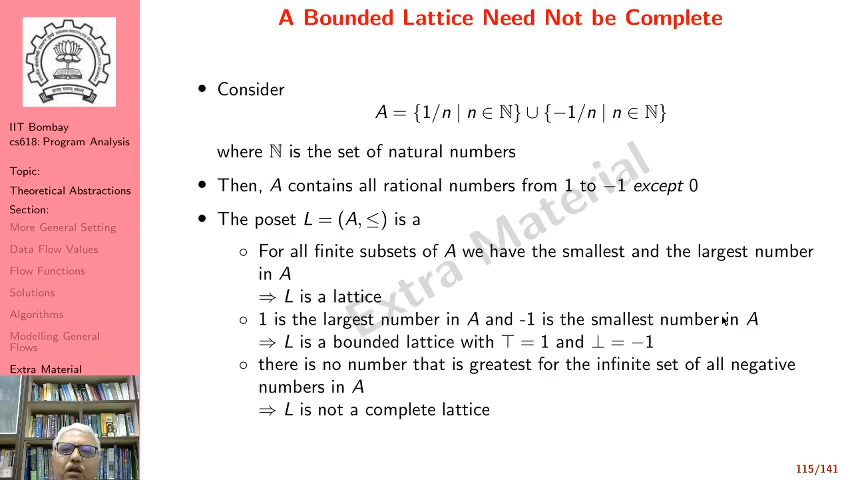 A Bounded Lattice Need Not be Complete
IIT Bombay
cs618: Program Analysis
Topic:
Theoretical Abstractions
Section:
More General Setting
Data Flow Values
Flow Functions
Solutions
Algorithms
Modelling General
Flows
Extra Material
• Consider
A = {1/n | n ∈ ℕ} ∪ {−1/n | n ∈ ℕ}
where ℕ is the set of natural numbers
• Then, A contains all rational numbers from 1 to −1 except 0
• The poset L = (A, ≤) is a
◦ For all finite subsets of A we have the smallest and the largest number
in A
⇒ L is a lattice
◦ 1 is the largest number in A and -1 is the smallest number in A
⇒ L is a bounded lattice with ⊤ = 1 and ⊥ = −1
◦ there is no number that is greatest for the infinite set of all negative
numbers in A
⇒ L is not a complete lattice
Extra Material
115/141